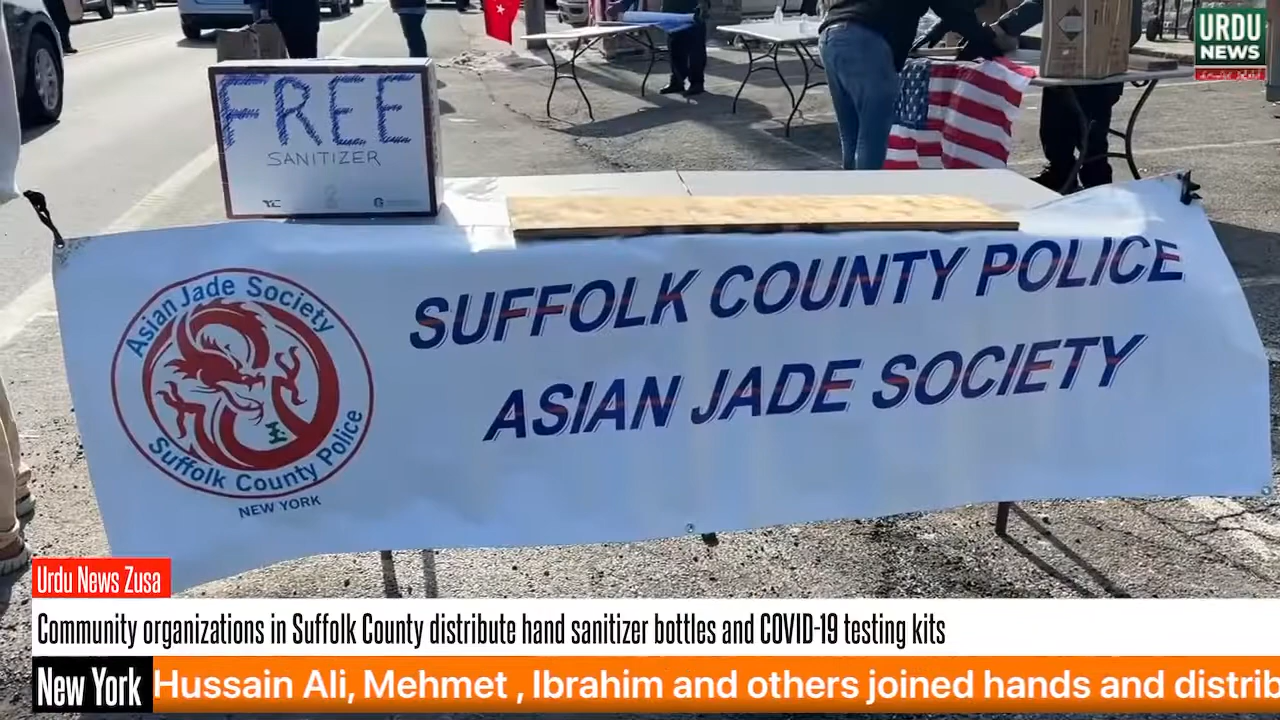 URDU
NEWS
FREE
SANITIZER
SUFFOLK COUNTY POLICE
ASIAN JADE SOCIETY
Asian Jade Society
Suffolk County Police
NEW YORK
Urdu News Zusa
Community organizations in Suffolk County distribute hand sanitizer bottles and COVID-19 testing kits
New York
Hussain Ali, Mehmet , Ibrahim and others joined hands and distrib